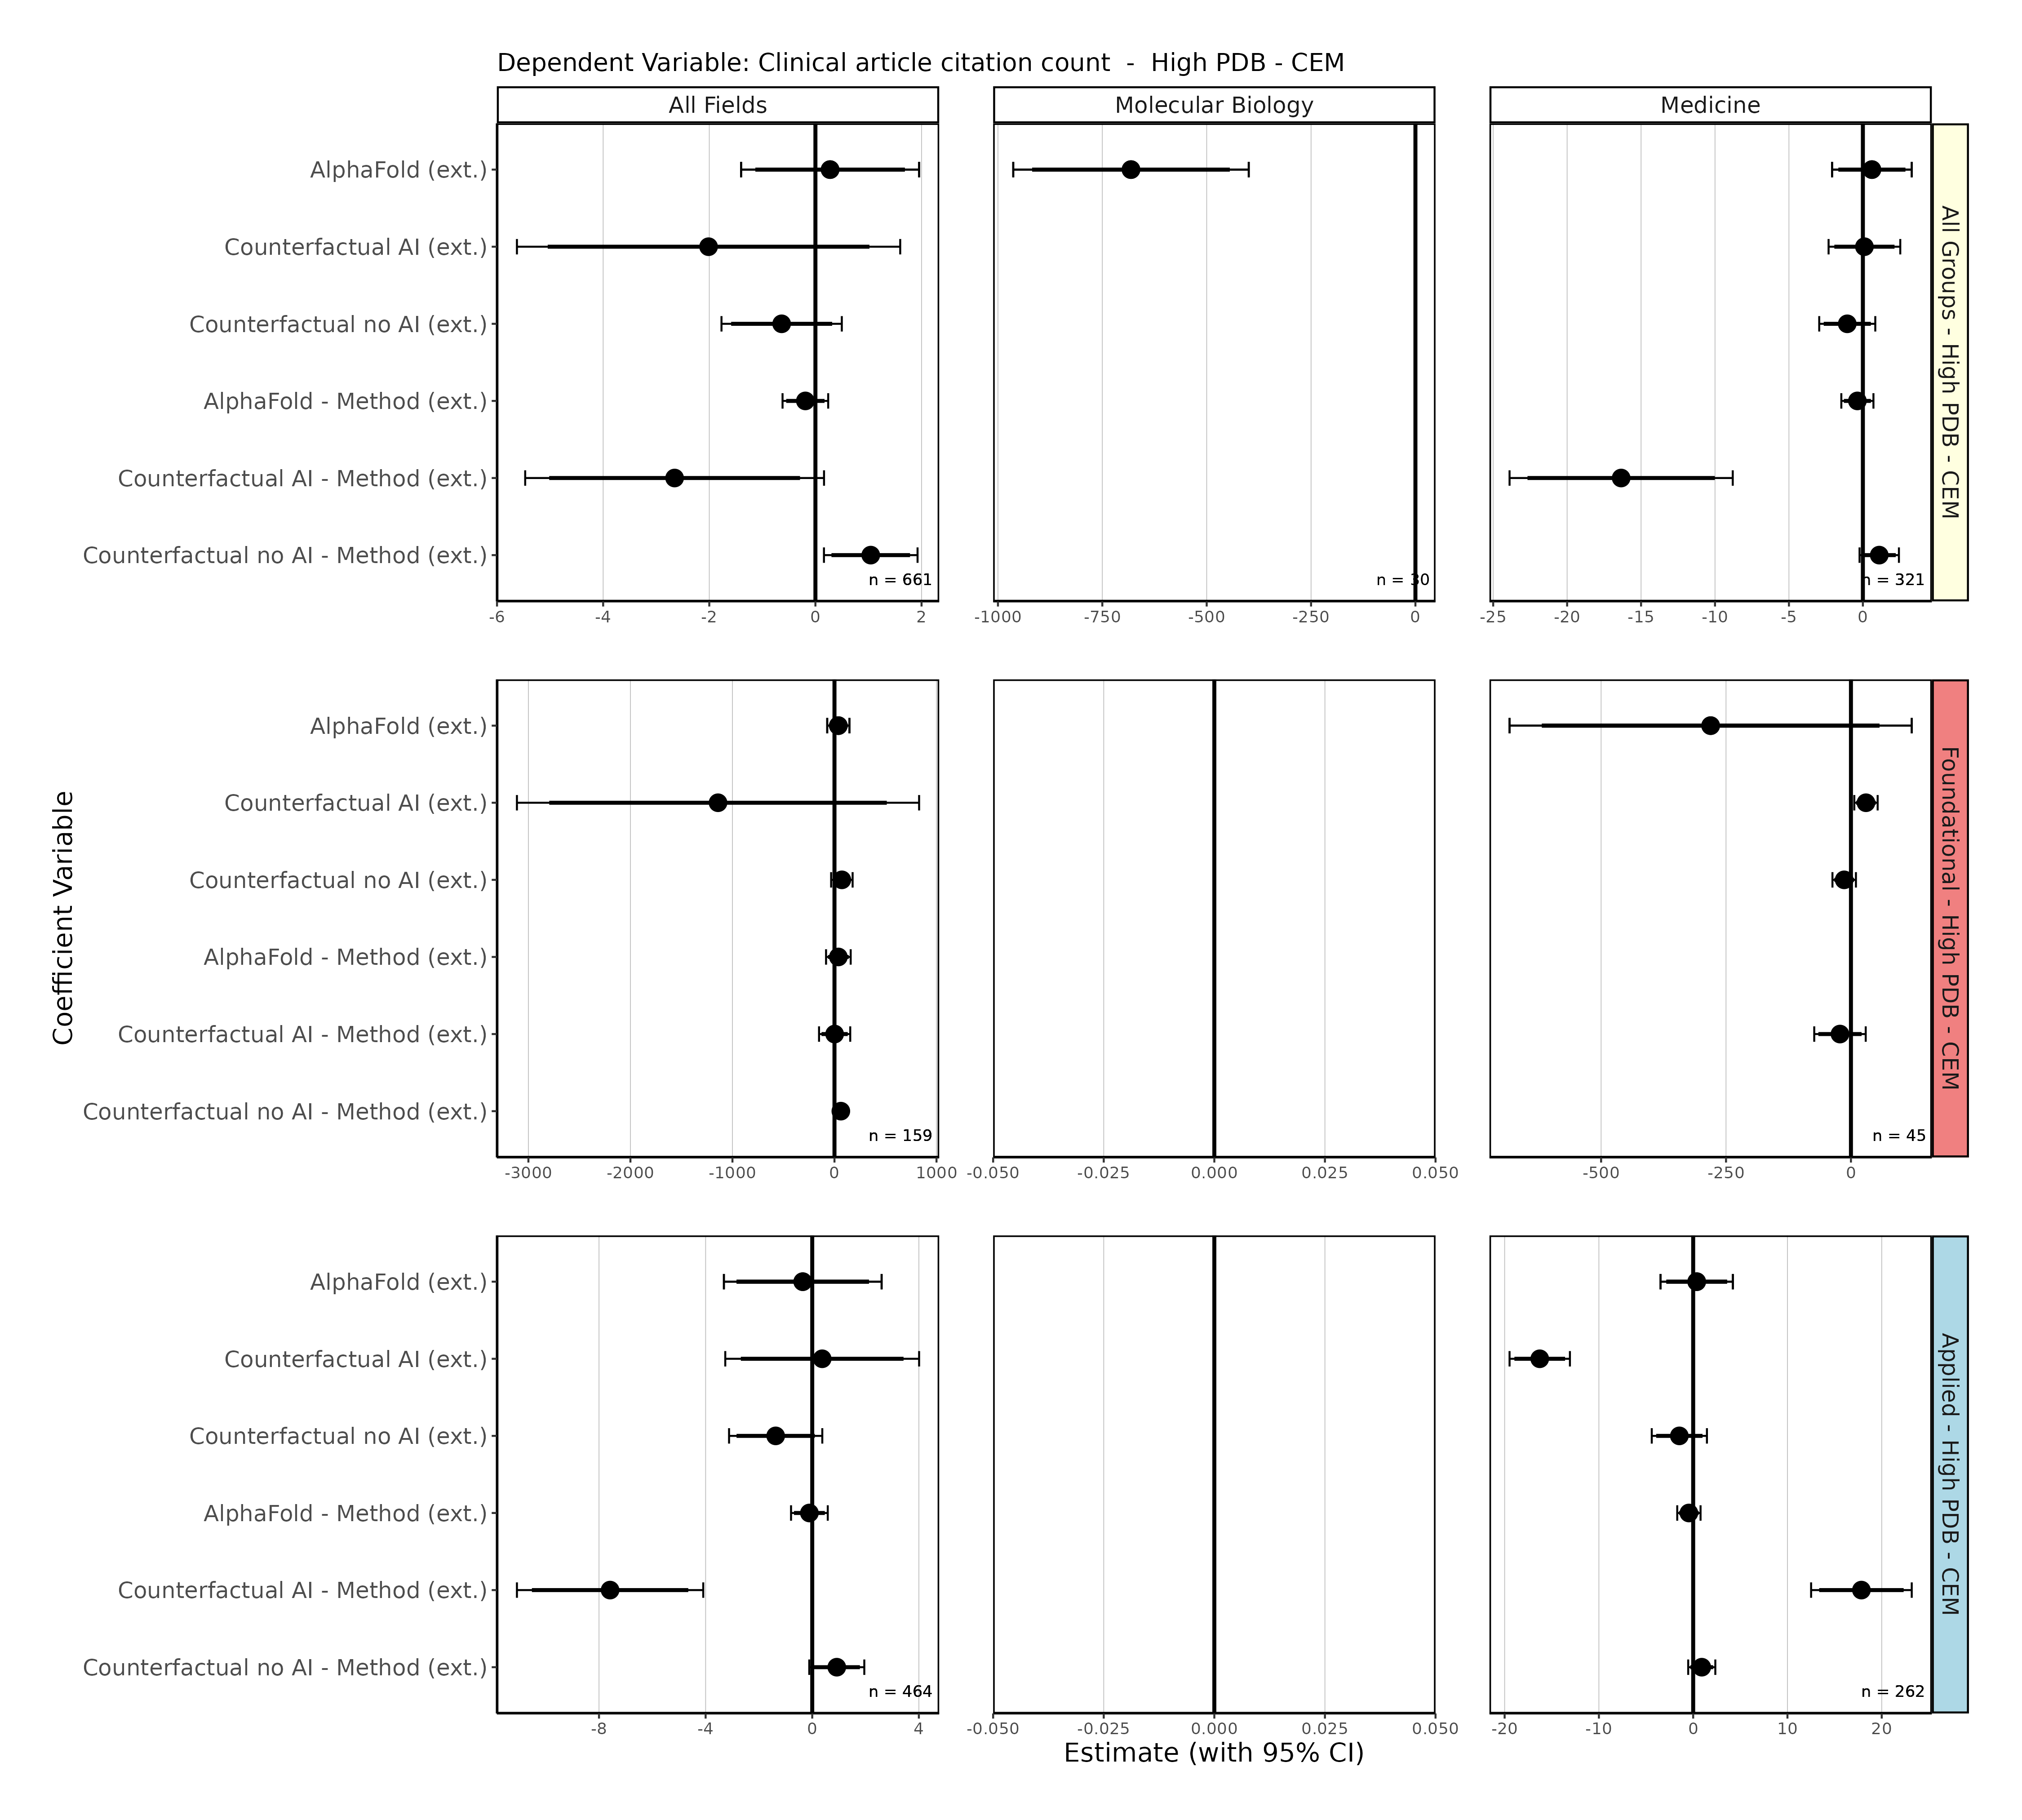 Dependent Variable: Clinical article citation count  -  High PDB - CEM
All Fields
Molecular Biology
Medicine
AlphaFold (ext.)
Counterfactual AI (ext.)
Counterfactual no AI (ext.)
AlphaFold - Method (ext.)
Counterfactual AI - Method (ext.)
Counterfactual no AI - Method (ext.)
n = 661
n = 30
n = 321
All Groups - High PDB - CEM
-6 -4 -2 0 2
-1000 -750 -500 -250 0
-25 -20 -15 -10 -5 0
Coefficient Variable
AlphaFold (ext.)
Counterfactual AI (ext.)
Counterfactual no AI (ext.)
AlphaFold - Method (ext.)
Counterfactual AI - Method (ext.)
Counterfactual no AI - Method (ext.)
n = 159
n = 45
Foundational - High PDB - CEM
-3000 -2000 -1000 0 1000
-0.050 -0.025 0.000 0.025 0.050
-500 -250 0
AlphaFold (ext.)
Counterfactual AI (ext.)
Counterfactual no AI (ext.)
AlphaFold - Method (ext.)
Counterfactual AI - Method (ext.)
Counterfactual no AI - Method (ext.)
n = 464
n = 262
Applied - High PDB - CEM
-8 -4 0 4
-0.050 -0.025 0.000 0.025 0.050
-20 -10 0 10 20
Estimate (with 95% CI)